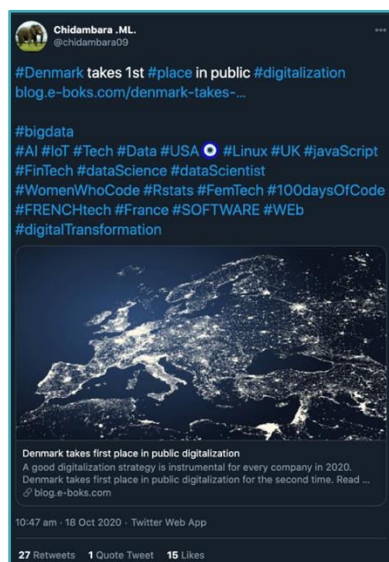 Chidambara .ML.
@chidambara09
#Denmark takes 1st #place in public #digitalization
blog.e-boks.com/denmark-takes-...
#bigdata
#AI #IoT #Tech #Data #USA #Linux #UK #javaScript
#FinTech #dataScience #dataScientist
#WomenWhoCode #Rstats #FemTech #100daysOfCode
#FRENCHtech #France #SOFTWARE #WEb
#digitalTransformation
Denmark takes first place in public digitalization
A good digitalization strategy is instrumental for every company in 2020.
Denmark takes first place in public digitalization for the second time. Read ...
blog.e-boks.com
10:47 am · 18 Oct 2020 · Twitter Web App
27 Retweets 1 Quote Tweet 15 Likes